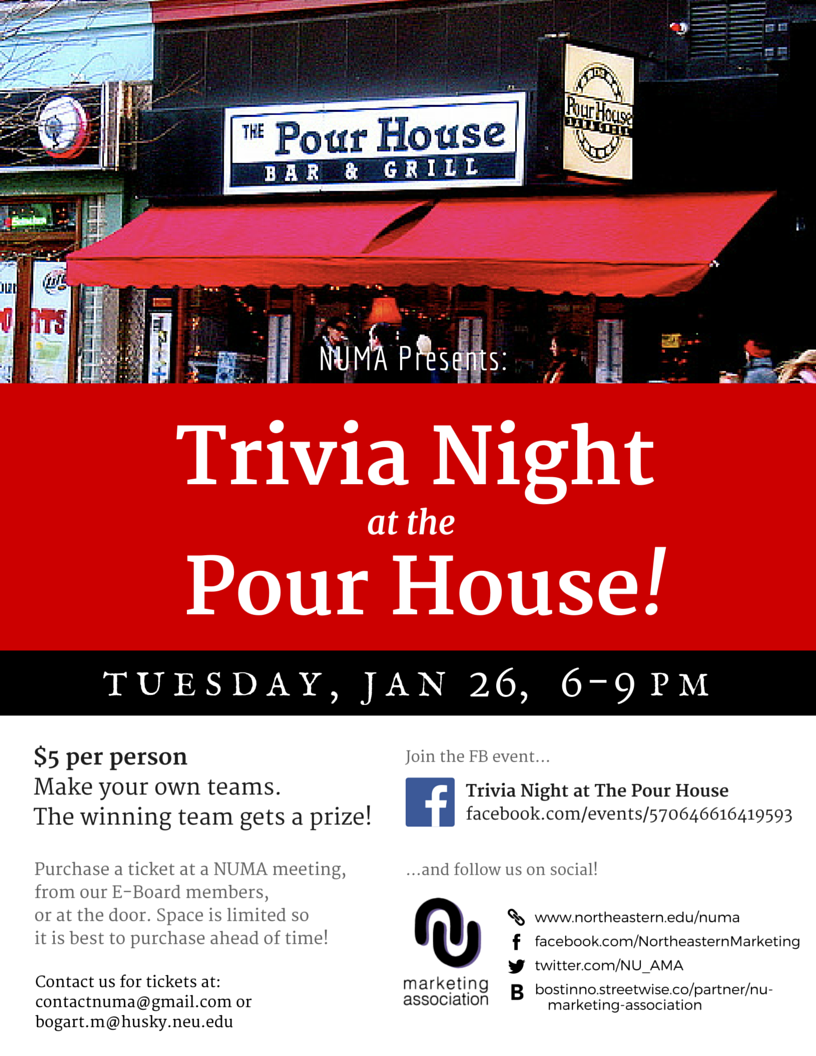 THE Pour House
BAR & GRILL
THE
Pour House
BAR & GRILL
Lite
NUMA Presents:
Trivia Night
at the
Pour House!
TUESDAY, JAN 26, 6-9 PM
$5 per person
Make your own teams.
The winning team gets a prize!
Purchase a ticket at a NUMA meeting,
from our E-Board members,
or at the door. Space is limited so
it is best to purchase ahead of time!
Contact us for tickets at:
contactnuma@gmail.com or
bogart.m@husky.neu.edu
Join the FB event...
Trivia Night at The Pour House
facebook.com/events/570646616419593
...and follow us on social!
marketing
association
www.northeastern.edu/numa
facebook.com/NortheasternMarketing
twitter.com/NU_AMA
bostinno.streetwise.co/partner/nu-
marketing-association